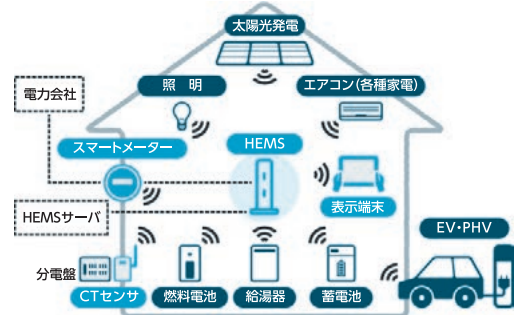 太陽光発電
照　明
エアコン(各種家電)
電力会社
スマートメーター
HEMS
HEMSサーバ
表示端末
EV・PHV
分電盤
CTセンサ
燃料電池
給湯器
蓄電池